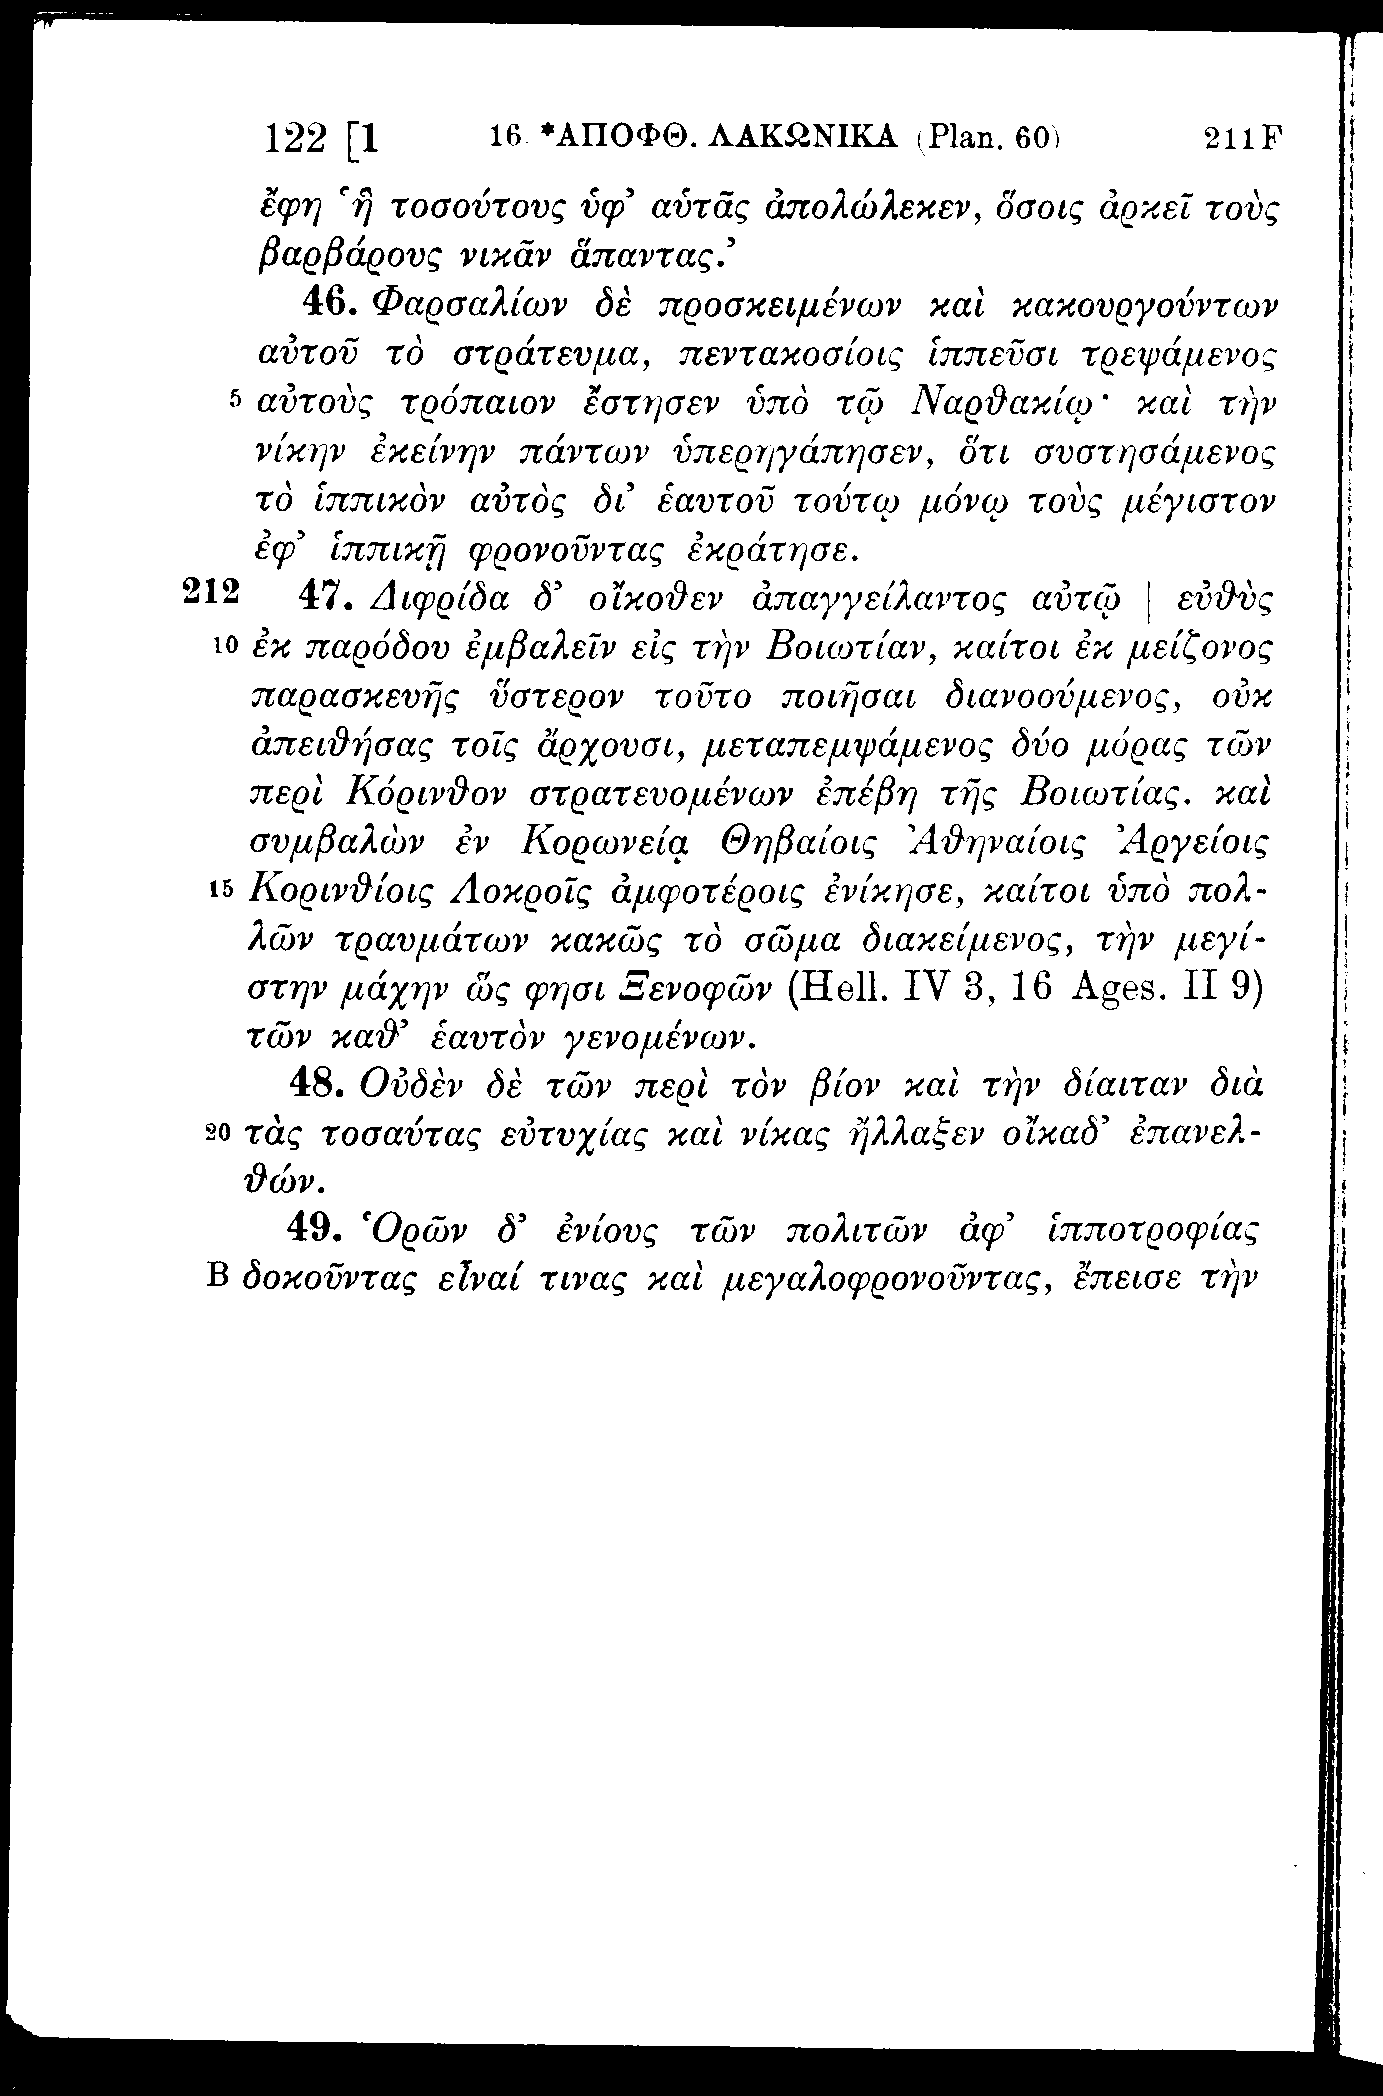 122 [1 16 *ΑΠΟΦΘ. ΛΑΚΩΝΙΚΑ (Plan. 60) 211 F
ἔφη ‘ἣ τοσούτους ὑφ’ αὑτᾶς ἀπολώλεκεν, ὅσοις ἀρκεῖ τοὺς
βαρβάρους νικᾶν ἅπαντας.’
46. Φαρσαλίων δὲ προσκειμένων καὶ κακουργούντων
αὐτοῦ τὸ στράτευμα, πεντακοσίοις ἱππεῦσι τρεψάμενος
5 αὐτοὺς τρόπαιον ἔστησεν ὑπὸ τῷ Ναρθακίῳ· καὶ τὴν
νίκην ἐκείνην πάντων ὑπερηγάπησεν, ὅτι συστησάμενος
τὸ ἱππικὸν αὐτὸς δι’ ἑαυτοῦ τούτῳ μόνῳ τοὺς μέγιστον
ἐφ’ ἱππικῇ φρονοῦντας ἐκράτησε.
212 47. Διφρίδα δ’ οἴκοθεν ἀπαγγείλαντος αὐτῷ | εὐθὺς
10 ἐκ παρόδου ἐμβαλεῖν εἰς τὴν Βοιωτίαν, καίτοι ἐκ μείζονος
παρασκευῆς ὕστερον τοῦτο ποιῆσαι διανοούμενος, οὐκ
ἀπειθήσας τοῖς ἄρχουσι, μεταπεμψάμενος δύο μόρας τῶν
περὶ Κόρινθον στρατευομένων ἐπέβη τῆς Βοιωτίας. καὶ
συμβαλὼν ἐν Κορωνείᾳ Θηβαίοις Ἀθηναίοις Ἀργείοις
15 Κορινθίοις Λοκροῖς ἀμφοτέροις ἐνίκησε, καίτοι ὑπὸ πολ-
λῶν τραυμάτων κακῶς τὸ σῶμα διακείμενος, τὴν μεγί-
στην μάχην ὥς φησι Ξενοφῶν (Hell. IV 3, 16 Ages. II 9)
τῶν καθ’ ἑαυτὸν γενομένων.
48. Οὐδὲν δὲ τῶν περὶ τὸν βίον καὶ τὴν δίαιταν διὰ
20 τὰς τοσαύτας εὐτυχίας καὶ νίκας ἤλλαξεν οἴκαδ’ ἐπανελ-
θών.
49. Ὁρῶν δ’ ἐνίους τῶν πολιτῶν ἀφ’ ἱπποτροφίας
B δοκοῦντας εἶναί τινας καὶ μεγαλοφρονοῦντας, ἔπεισε τὴν